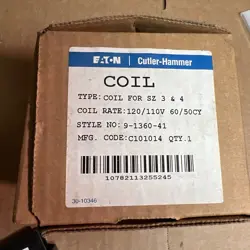 EATON Cutler-Hammer
COIL
TYPE: COIL FOR SZ 3 & 4
COIL RATE: 120/110V 60/50CY
STYLE NO: 9-1360-41
MFG. CODE: C101014 QTY. 1
10782113255245
30-10346